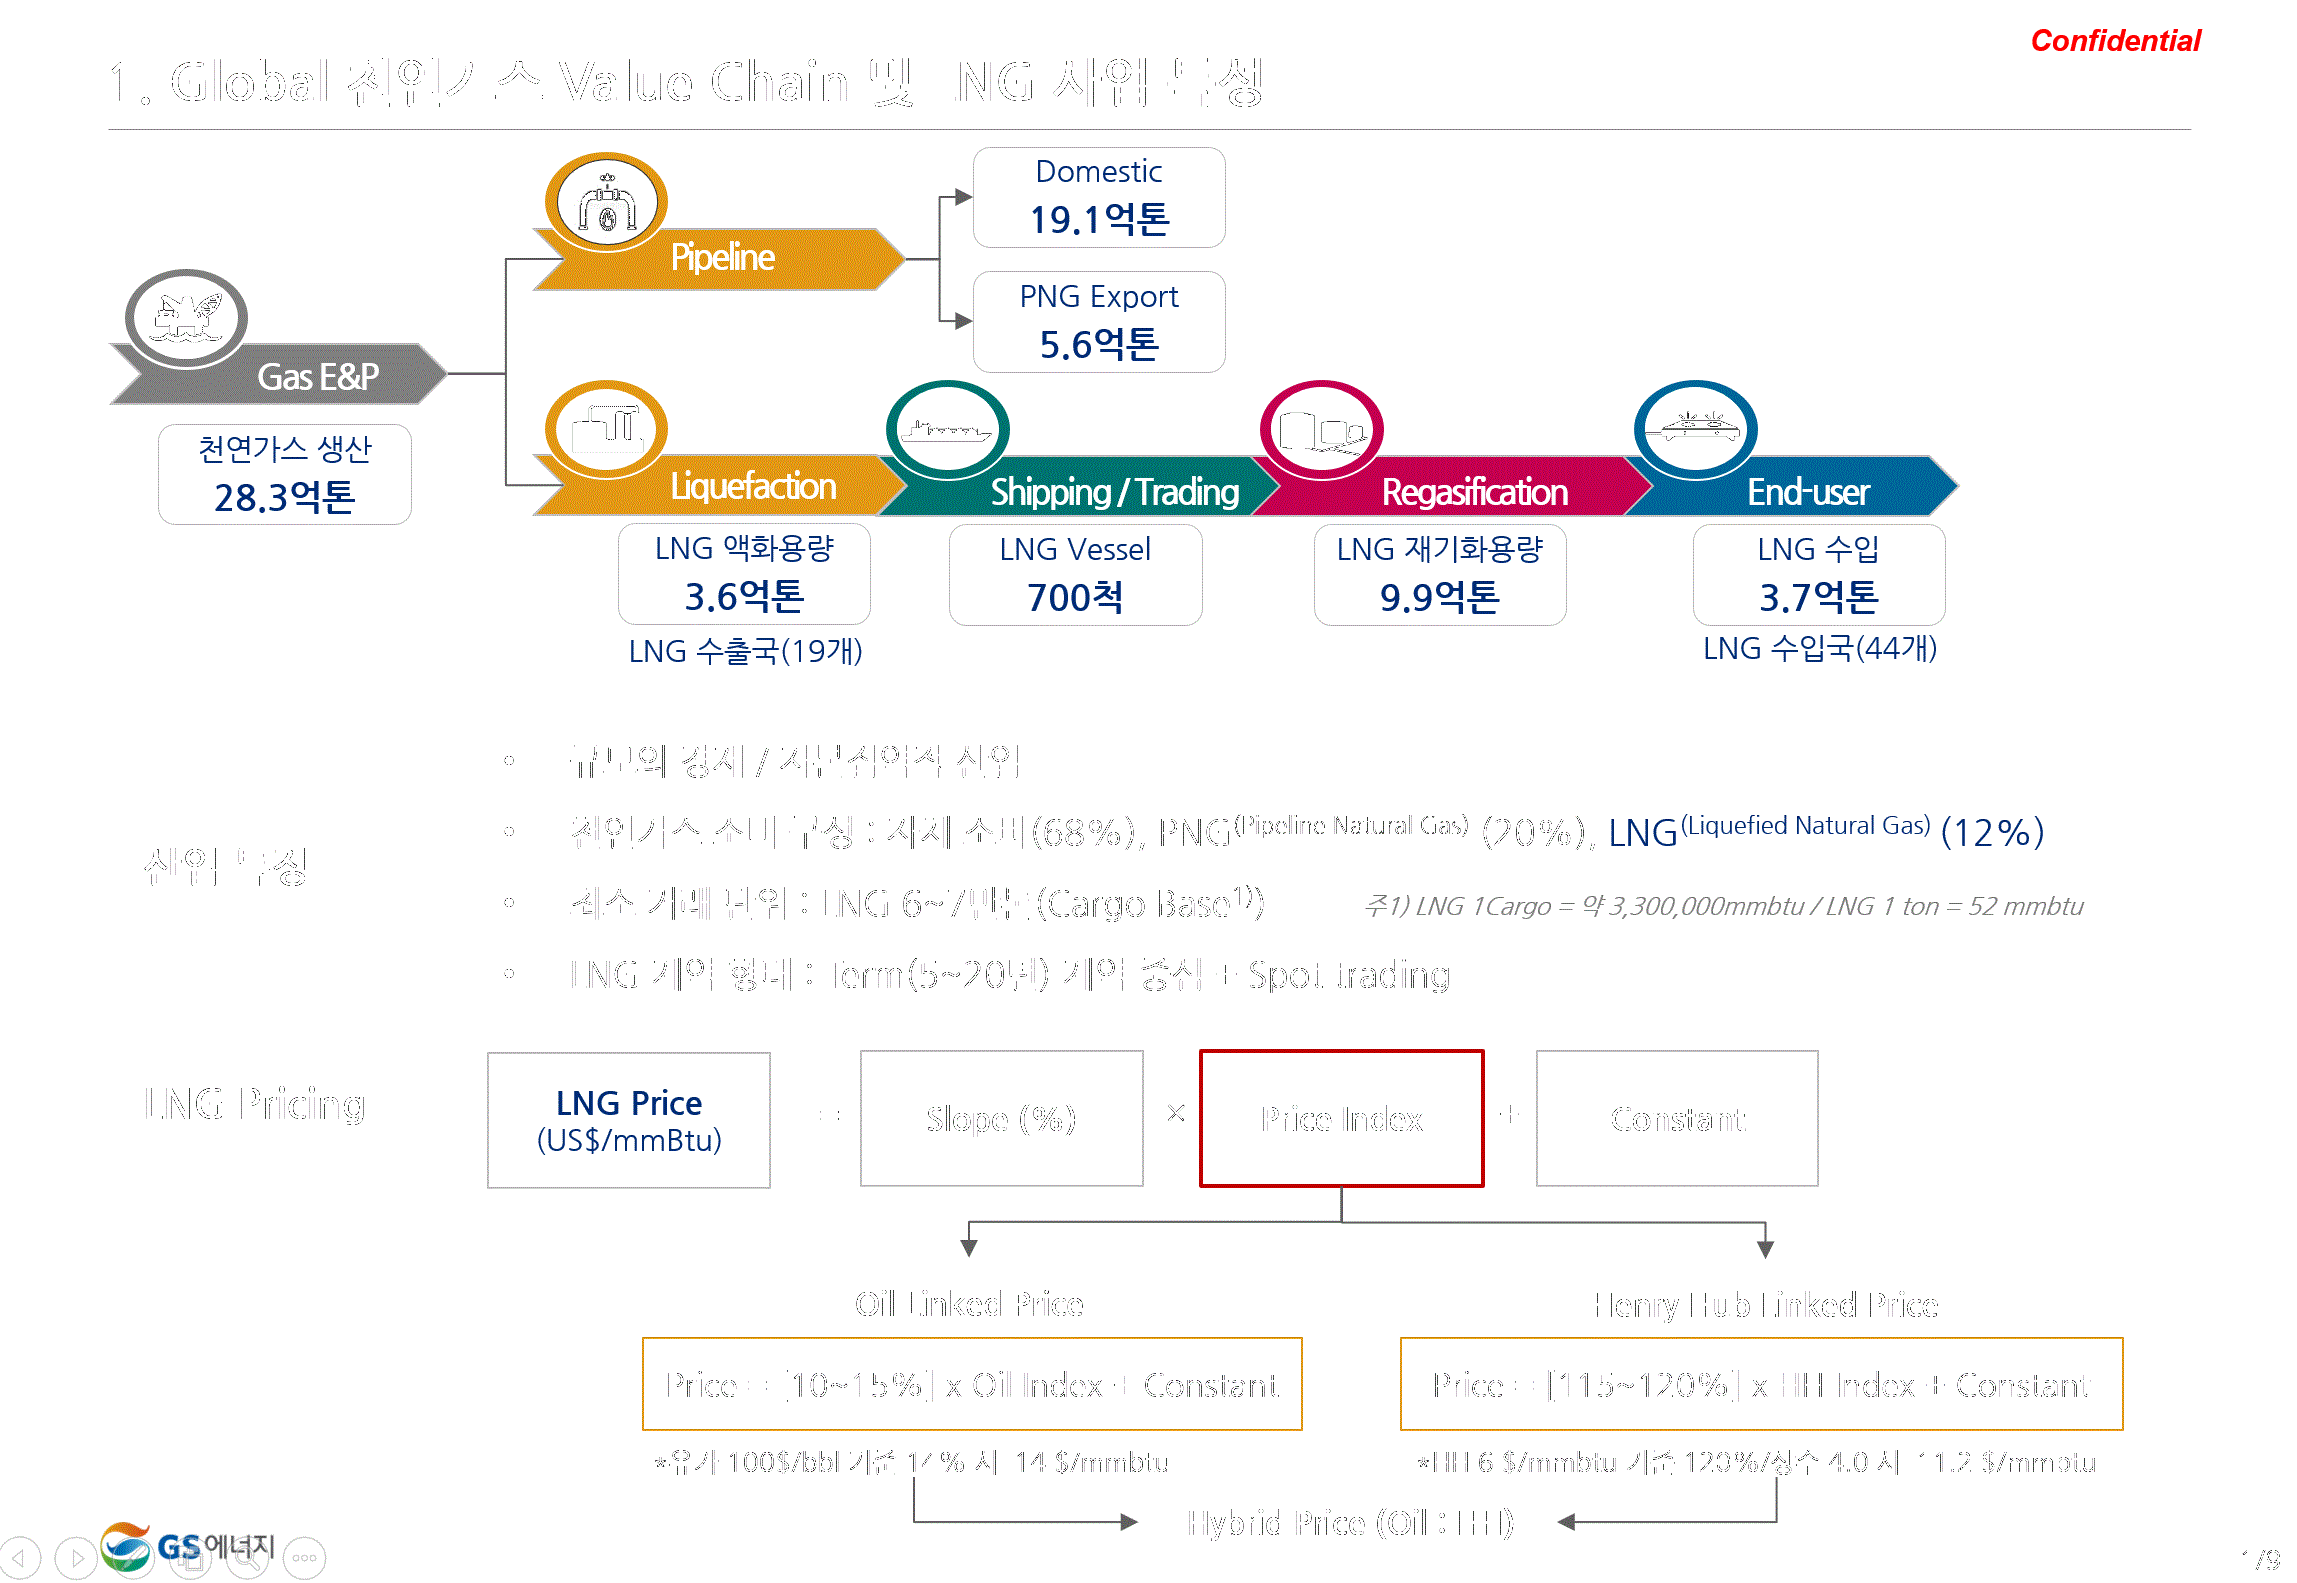 Confidential
1. Global 천연가스 Value Chain 및 LNG 사업 특성
Domestic
19.1억톤
Pipeline
PNG Export
5.6억톤
Gas E&P
천연가스 생산
28.3억톤
Liquefaction
Shipping / Trading
Regasification
End-user
LNG 액화용량
3.6억톤
LNG Vessel
700척
LNG 재기화용량
9.9억톤
LNG 수입
3.7억톤
LNG 수출국(19개)
LNG 수입국(44개)
산업 특징
• 규모의 경제 / 자본집약적 산업
• 천연가스 소비 구성 : 자체 소비(68%), PNG(Pipeline Natural Gas) (20%), LNG(Liquefied Natural Gas) (12%)
• 최소 거래 단위 : LNG 6~7만톤(Cargo Base1))
주1) LNG 1Cargo = 약 3,300,000mmbtu / LNG 1 ton = 52 mmbtu
• LNG 계약 형태 : Term(5~20년) 계약 중심 + Spot trading
LNG Pricing
LNG Price
(US$/mmBtu)
=
Slope (%)
×
Price Index
+
Constant
Oil Linked Price
Henry Hub Linked Price
Price = [10~15%] x Oil Index + Constant
Price = [115~120%] x HH Index + Constant
*유가 100$/bbl 기준 14% 시 14 $/mmbtu
*HH 6 $/mmbtu 기준 120%/상수 4.0 시 11.2 $/mmbtu
Hybrid Price (Oil : HH)
GS에너지
1/9